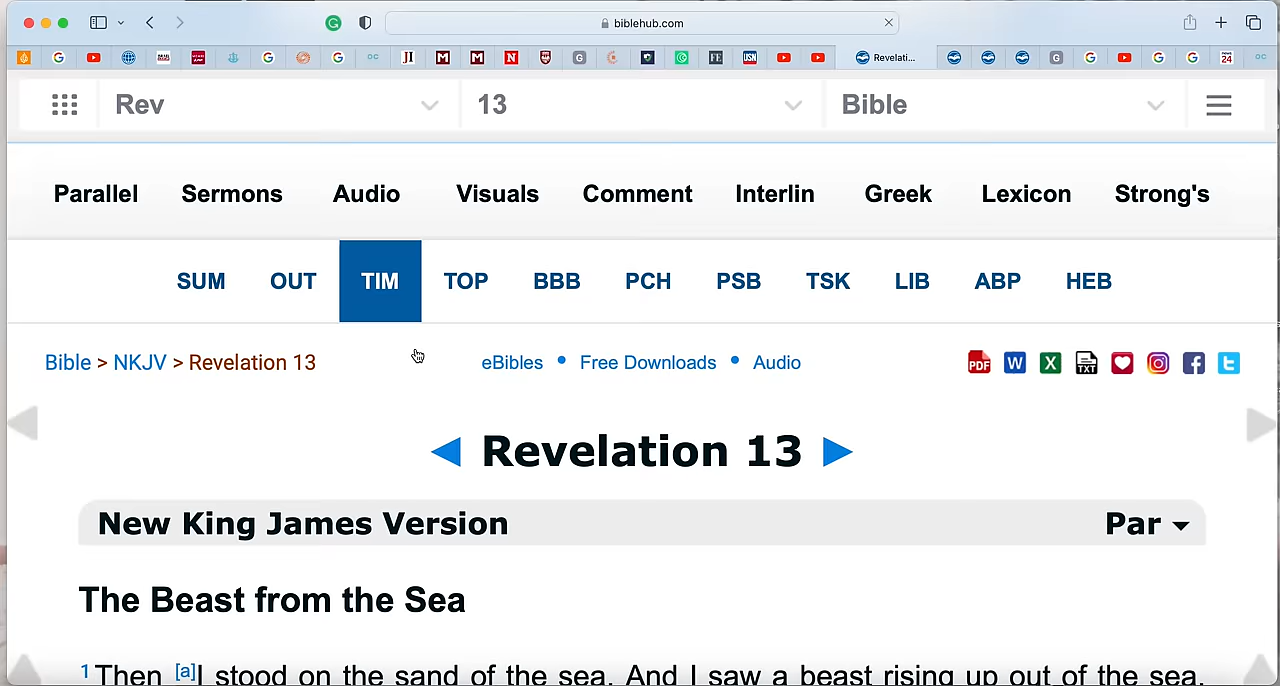 biblehub.com
Revelati...
Rev 13 Bible
Parallel Sermons Audio Visuals Comment Interlin Greek Lexicon Strong's
SUM OUT TIM TOP BBB PCH PSB TSK LIB ABP HEB
Bible > NKJV > Revelation 13 eBibles • Free Downloads • Audio
PDF W X TXT
Revelation 13
New King James Version Par
The Beast from the Sea
1 Then [a]I stood on the sand of the sea. And I saw a beast rising up out of the sea,